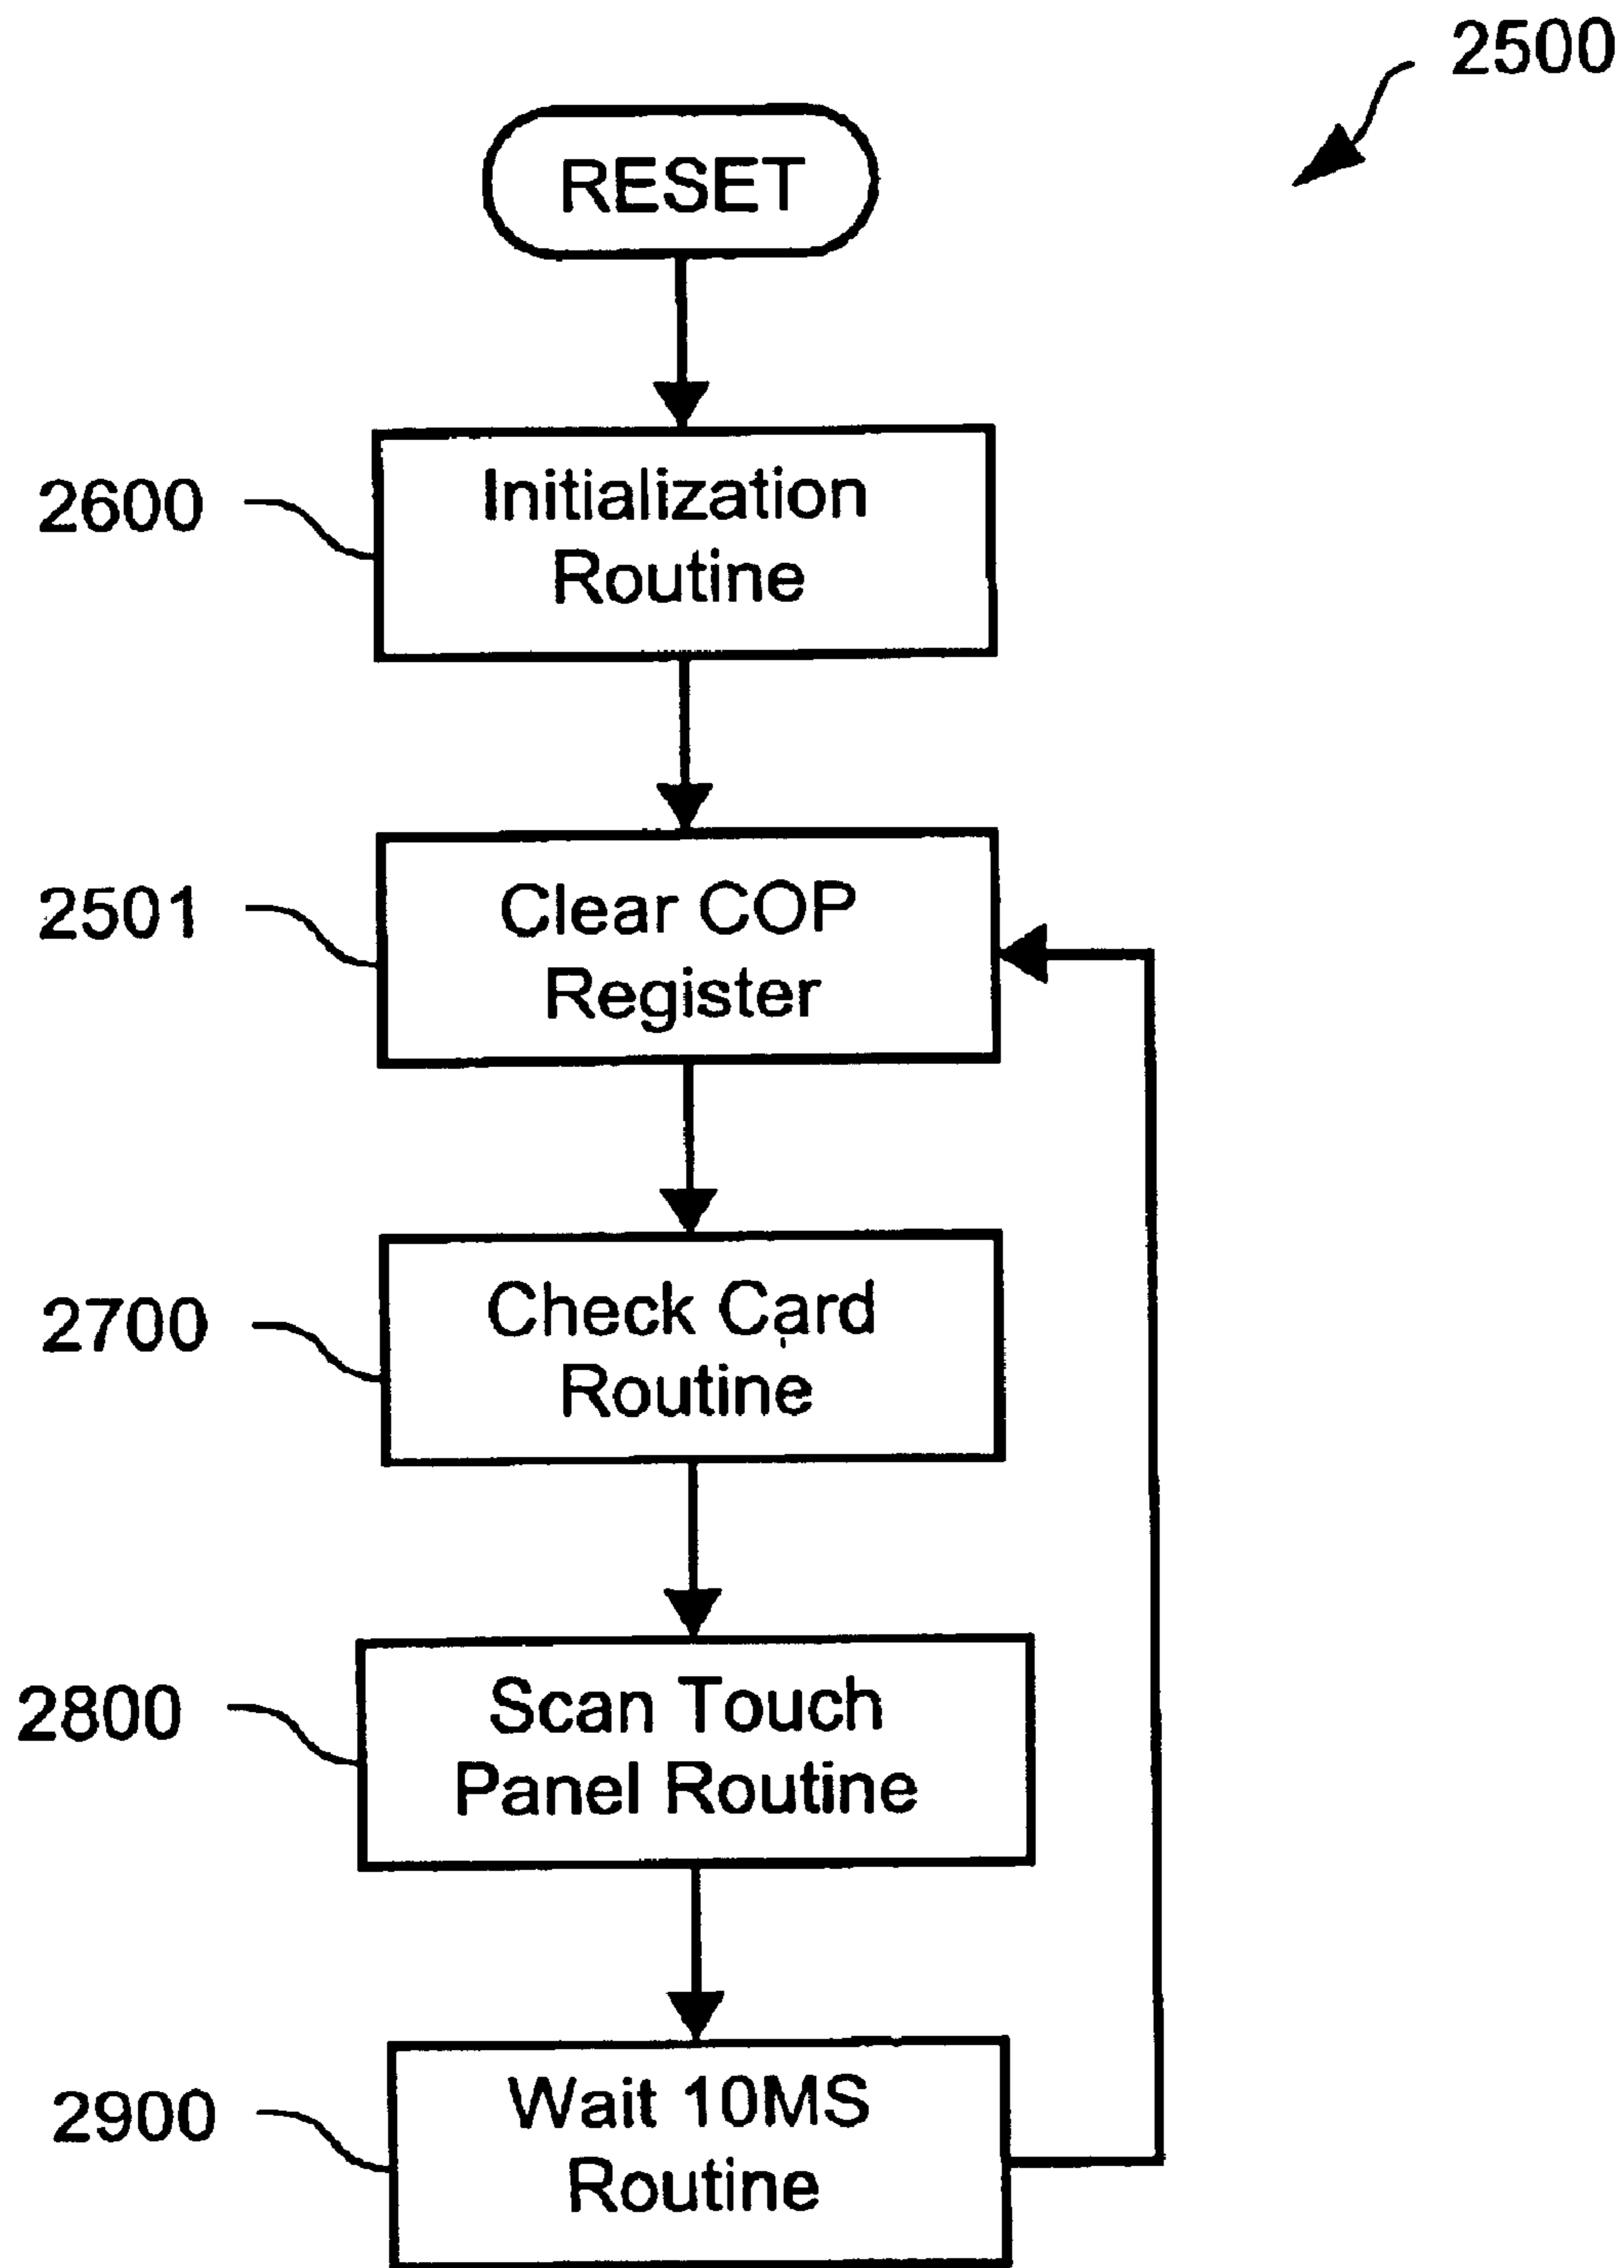 2500
RESET
2600
Initialization
Routine
2501
Clear COP
Register
2700
Check Card
Routine
2800
Scan Touch
Panel Routine
2900
Wait 10MS
Routine